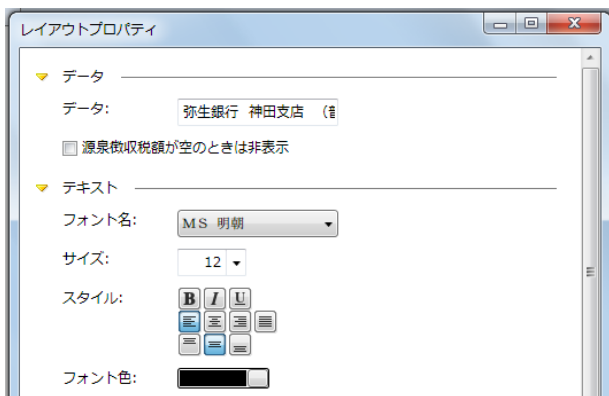 レイアウトプロパティ
データ
データ: 弥生銀行 神田支店 (
源泉徴収税額が空のときは非表示
テキスト
フォント名: MS 明朝
サイズ: 12
スタイル: B I U
フォント色: